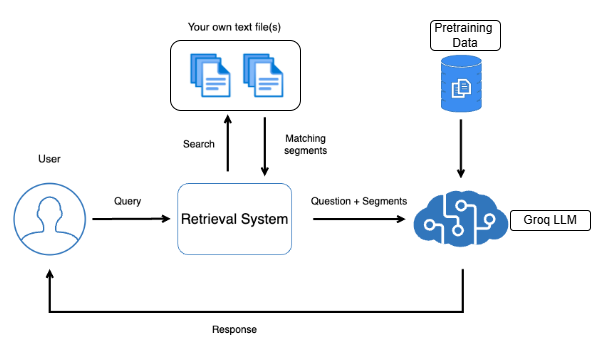 Your own text file(s)
Pretraining
Data
Search
Matching
segments
User
Query
Retrieval System
Question + Segments
Groq LLM
Response